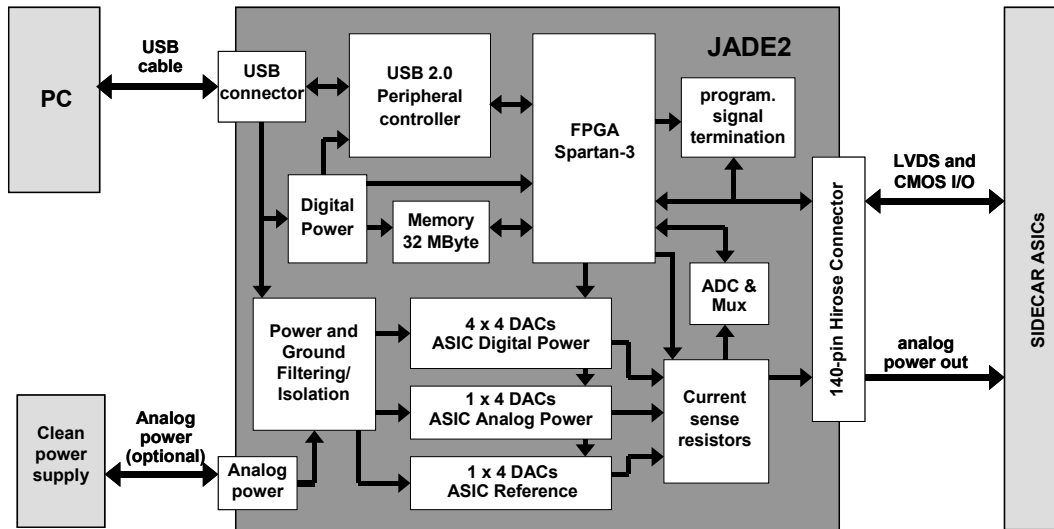 JADE2
PC
USB
cable
USB
connector
USB 2.0
Peripheral
controller
FPGA
Spartan-3
program.
signal
termination
LVDS and
CMOS I/O
Digital
Power
Memory
32 MByte
140-pin Hirose Connector
SIDECAR ASICs
ADC &
Mux
Power and
Ground
Filtering/
Isolation
4 x 4 DACs
ASIC Digital Power
analog
power out
1 x 4 DACs
ASIC Analog Power
Current
sense
resistors
Clean
power
supply
Analog
power
(optional)
Analog
power
1 x 4 DACs
ASIC Reference